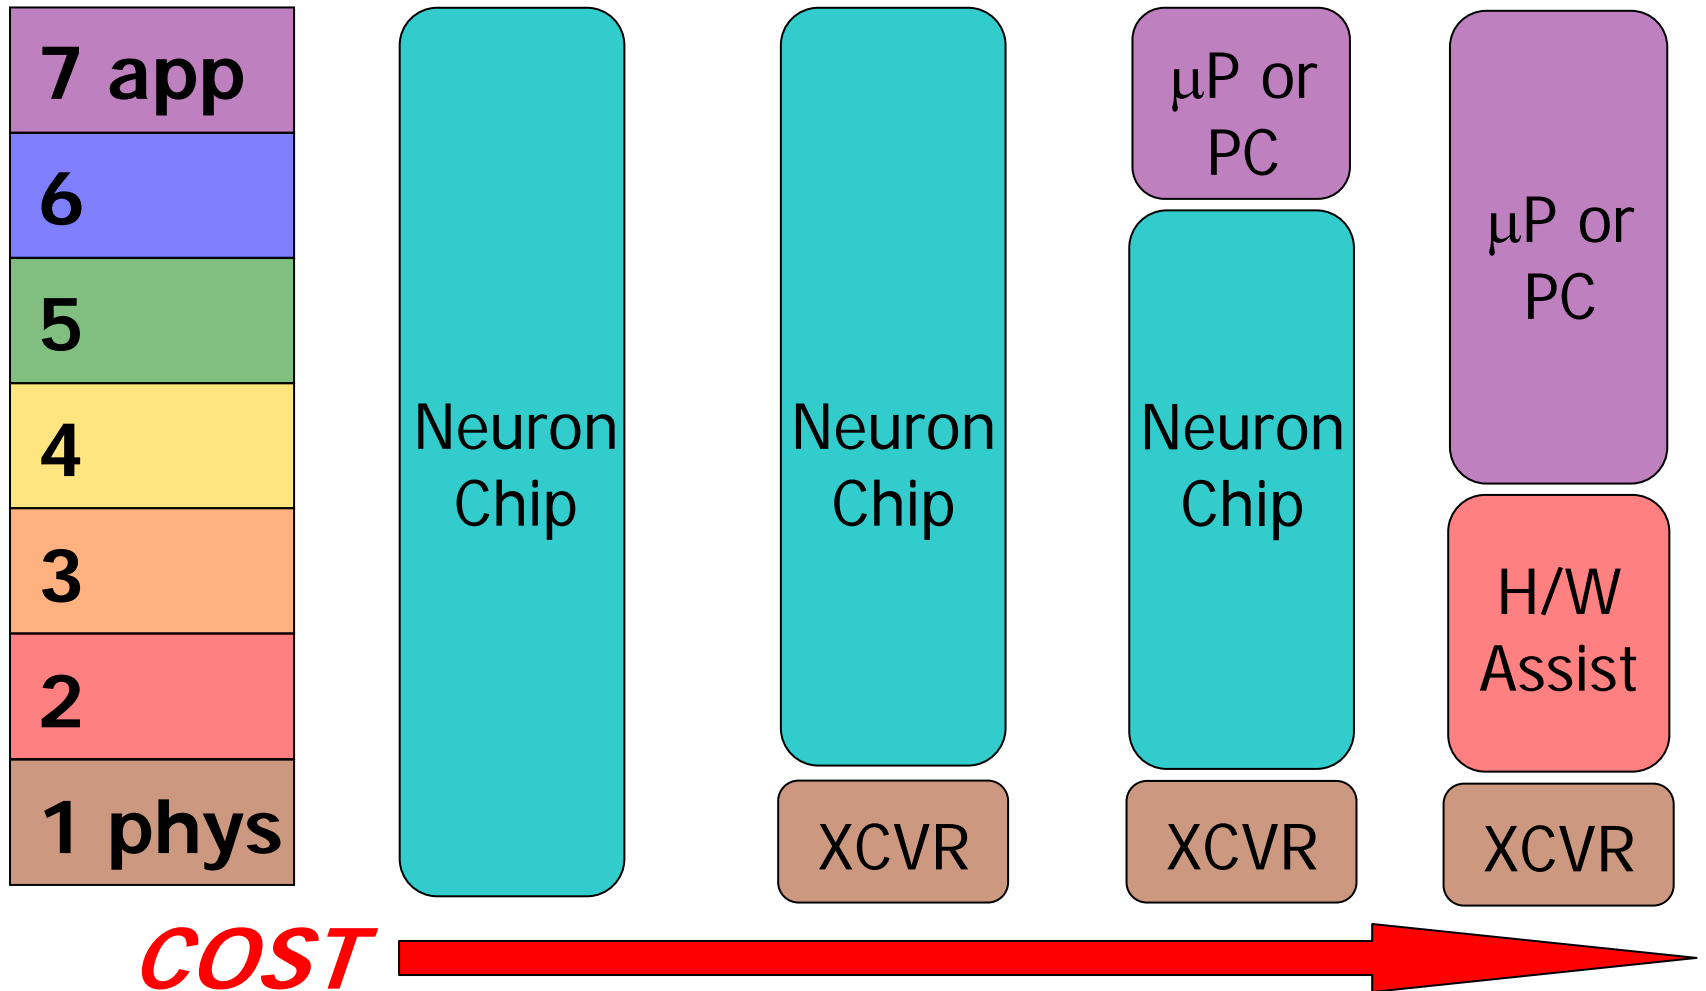 7 app
6
5
4
3
2
1 phys
Neuron
Chip
Neuron
Chip
XCVR
μP or
PC
Neuron
Chip
XCVR
μP or
PC
H/W
Assist
XCVR
COST